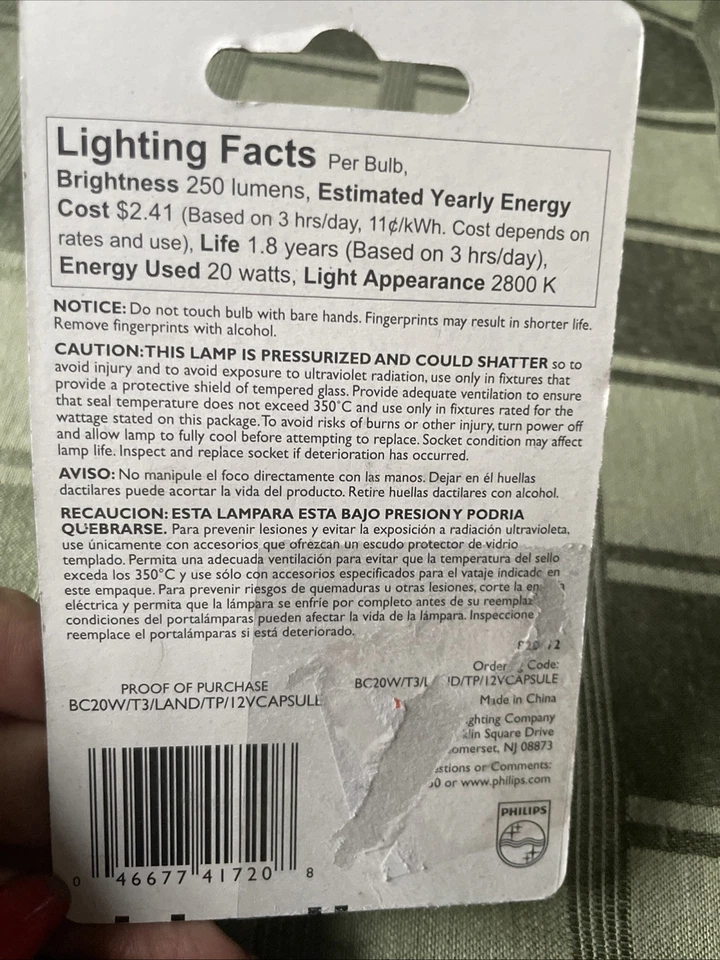 Lighting Facts Per Bulb,
Brightness 250 lumens, Estimated Yearly Energy
Cost $2.41 (Based on 3 hrs/day, 11¢/kWh. Cost depends on
rates and use), Life 1.8 years (Based on 3 hrs/day),
Energy Used 20 watts, Light Appearance 2800 K
NOTICE: Do not touch bulb with bare hands. Fingerprints may result in shorter life.
Remove fingerprints with alcohol.
CAUTION:THIS LAMP IS PRESSURIZED AND COULD SHATTER so to
avoid injury and to avoid exposure to ultraviolet radiation, use only in fixtures that
provide a protective shield of tempered glass. Provide adequate ventilation to ensure
that seal temperature does not exceed 350°C and use only in fixtures rated for the
wattage stated on this package. To avoid risks of burns or other injury, turn power off
and allow lamp to fully cool before attempting to replace. Socket condition may affect
lamp life. Inspect and replace socket if deterioration has occurred.
AVISO: No manipule el foco directamente con las manos. Dejar en él huellas
dactilares puede acortar la vida del producto. Retire huellas dactilares con alcohol.
RECAUCION: ESTA LAMPARA ESTA BAJO PRESION Y PODRIA
QUEBRARSE. Para prevenir lesiones y evitar la exposición a radiación ultravioleta,
use únicamente con accesorios que ofrezcan un escudo protector de vidrio
templado. Permita una adecuada ventilación para evitar que la temperatura del sello
exceda los 350°C y use sólo con accesorios especificados para el vataje indicado en
este empaque. Para prevenir riesgos de quemaduras u otras lesiones, corte la
eléctrica y permita que la lámpara se enfríe por completo antes de su
condiciones del portalámparas pueden afectar la vida de la lámpara. Inspeccione
reemplace el portalámparas si está deteriorado.
Order Code:
PROOF OF PURCHASE
BC20W/T3/LAND/TP/12VCAPSULE
BC20W/T3/L ID/TP/12VCAPSULE
Made in China
ghting Company
lin Square Drive
omerset, NJ 08873
stions or Comments:
0 or www.philips.com
PHILIPS
0 46677 41720 8